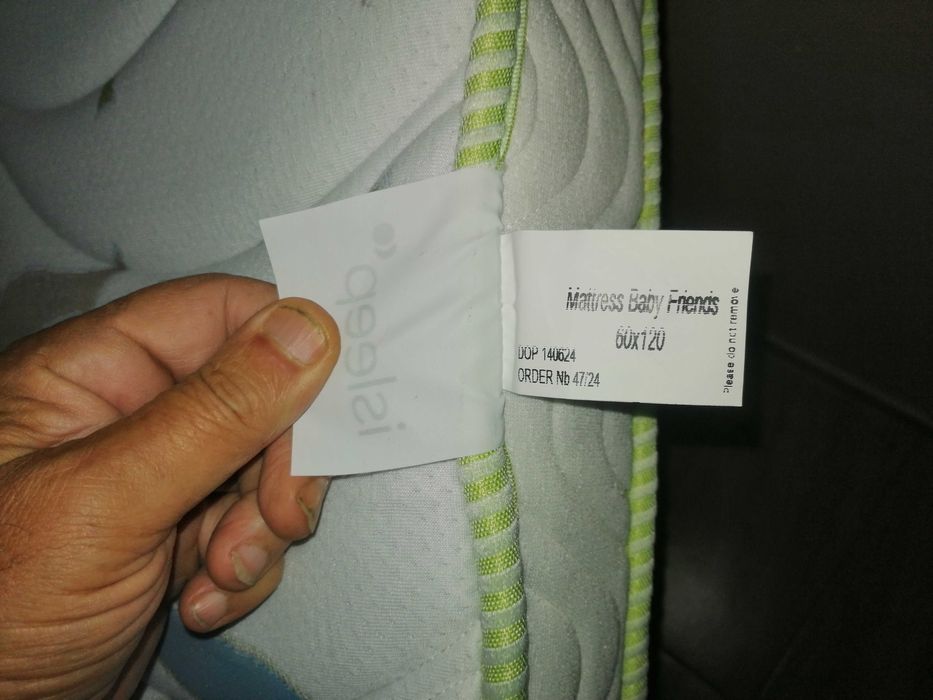 isleep
Mattress Baby Friends
60x120
DOP 140624
ORDER Nb 47/24
Please do not remove